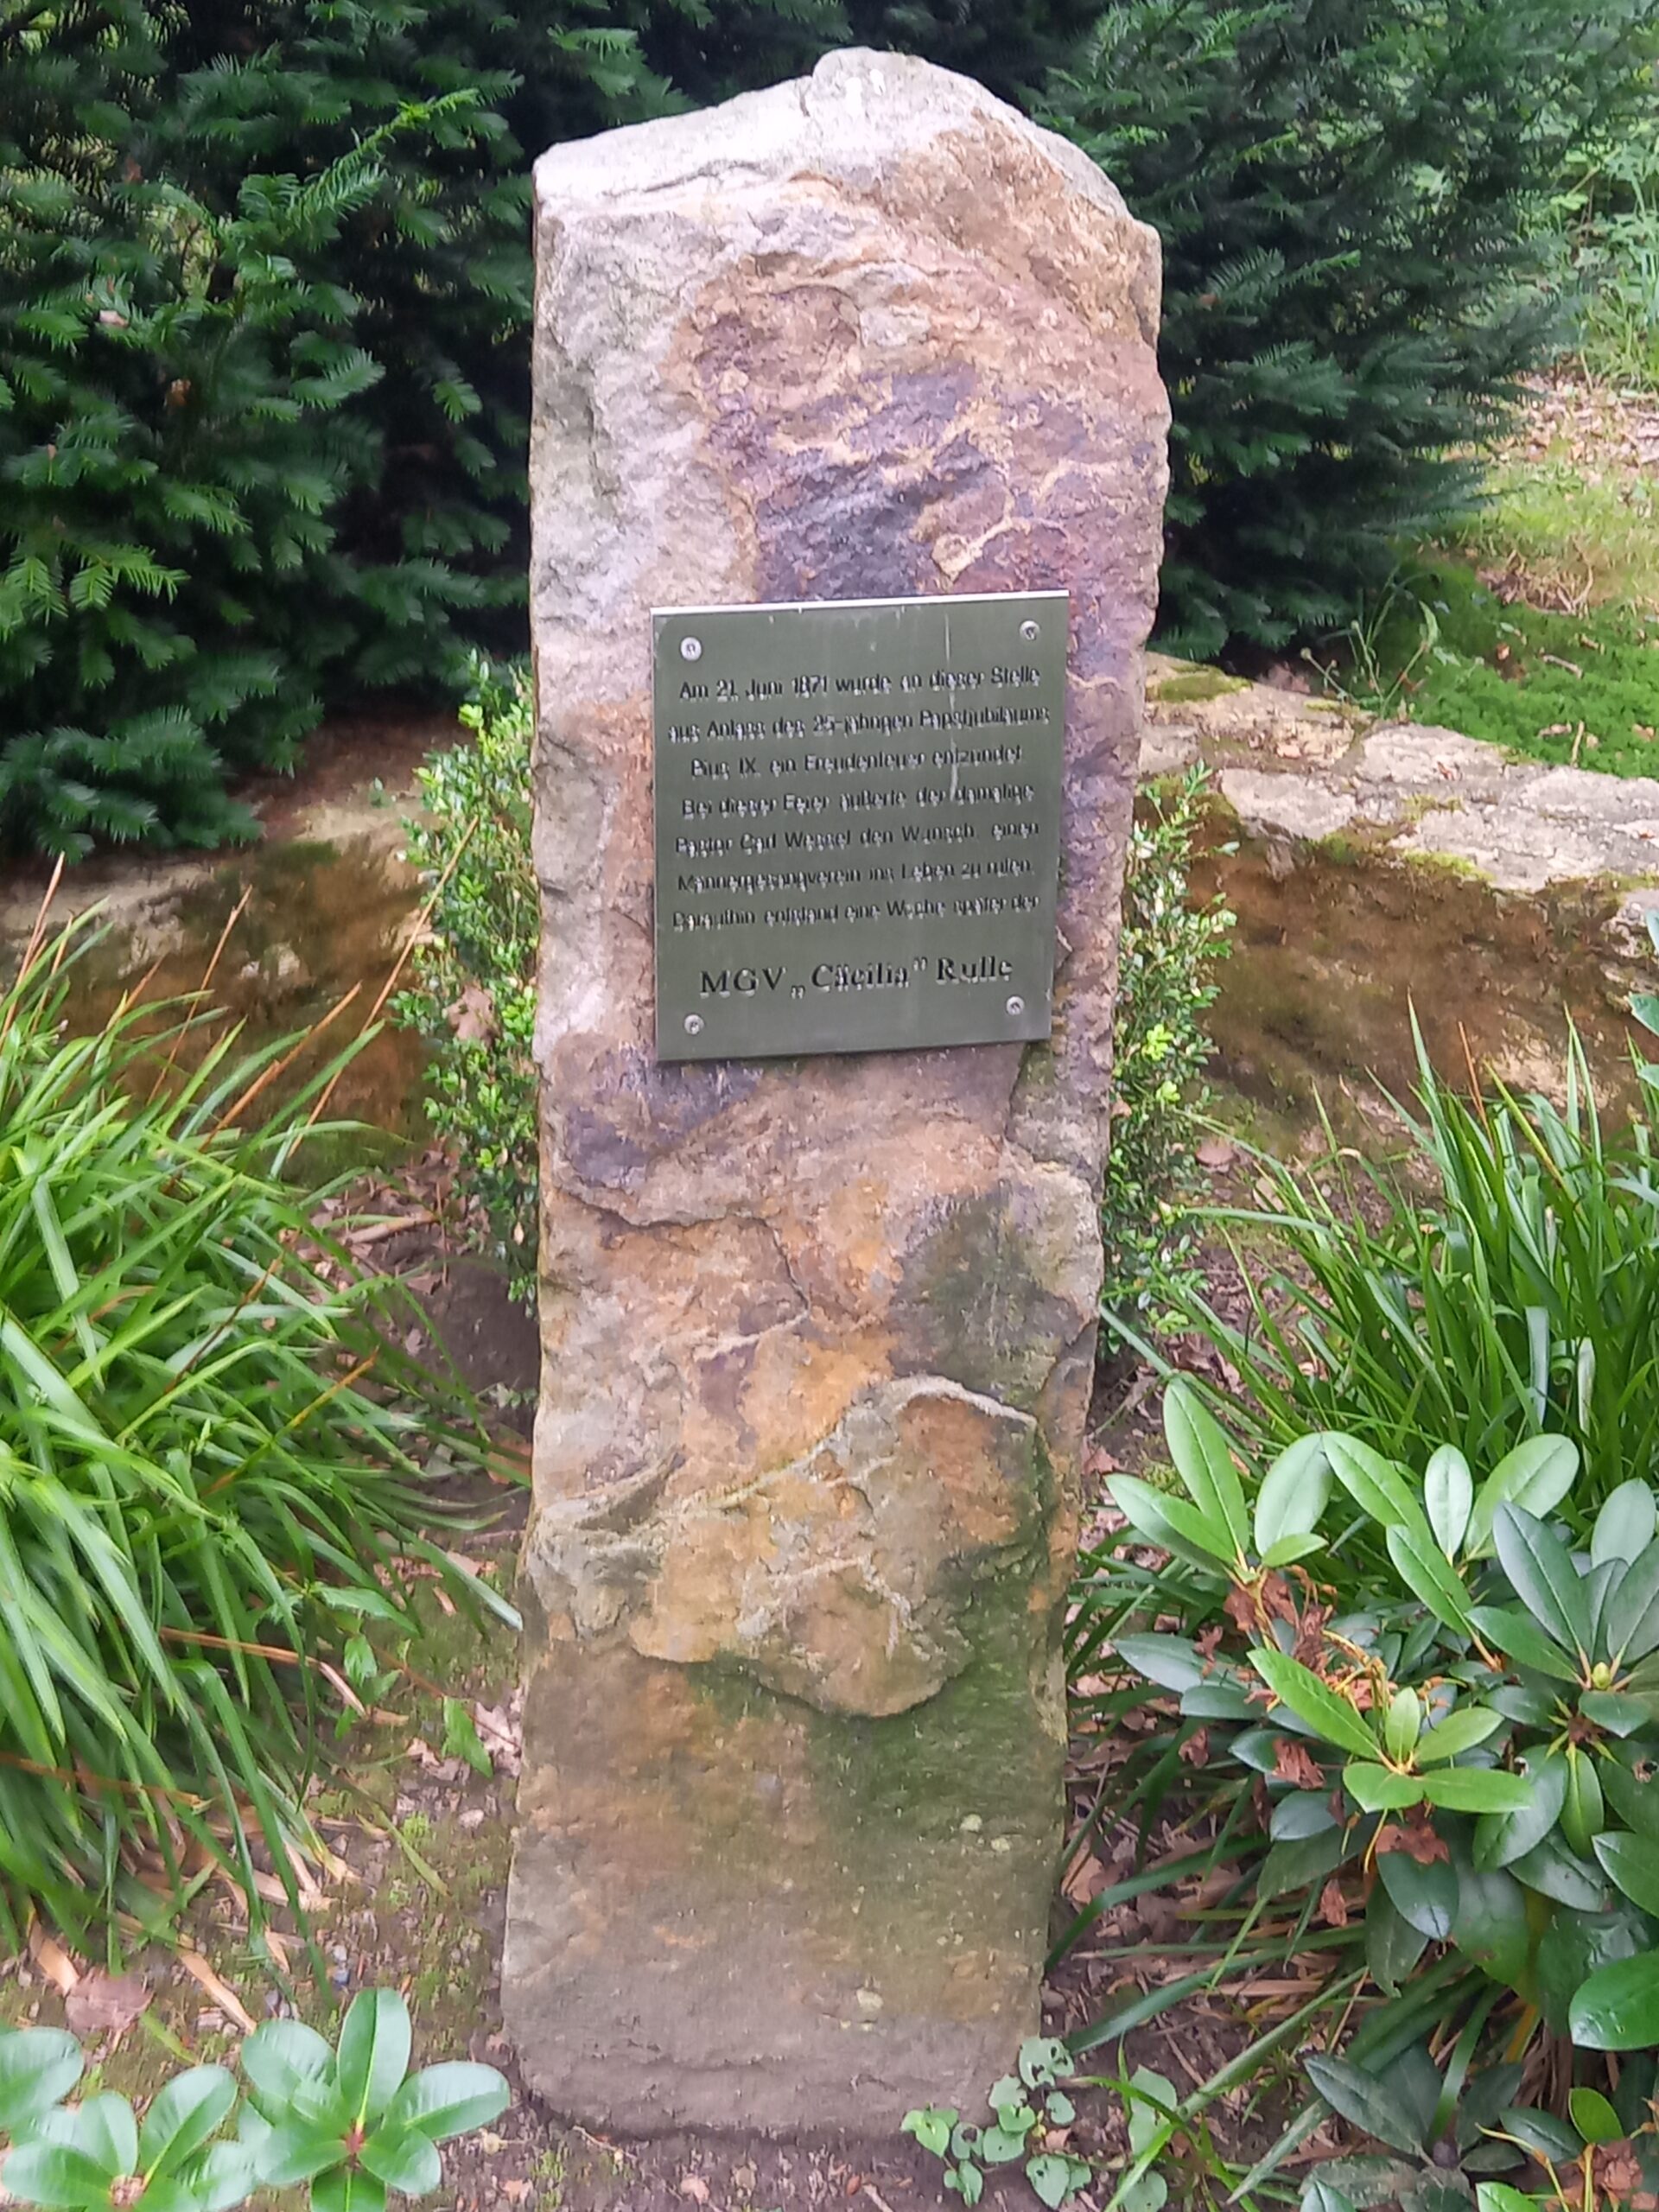 Am 21. Juni 1871 wurde an dieser Stelle
aus Anlass des 25-jährigen Papstjubiläums
Pius IX. ein Freudenfeuer entzündet.
Bei dieser Feier äußerte der damalige
Pastor Carl Wessel den Wunsch, einen
Männergesangverein ins Leben zu rufen.
Daraufhin entstand eine Woche später der
MGV „Cäcilia" Rulle